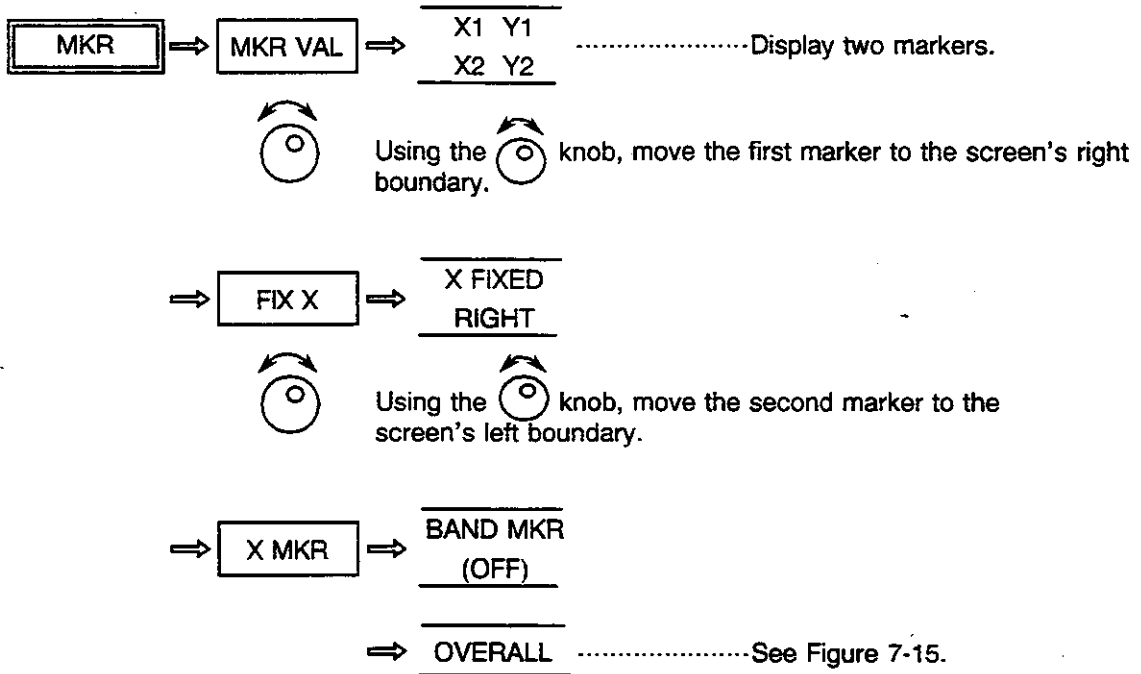 MKR ⇒ MKR VAL ⇒ X1 Y1
X2 Y2 ····················Display two markers.
Using the knob, move the first marker to the screen's right
boundary.
⇒ FIX X ⇒ X FIXED
RIGHT
Using the knob, move the second marker to the
screen's left boundary.
⇒ X MKR ⇒ BAND MKR
(OFF)
⇒ OVERALL ····················See Figure 7-15.